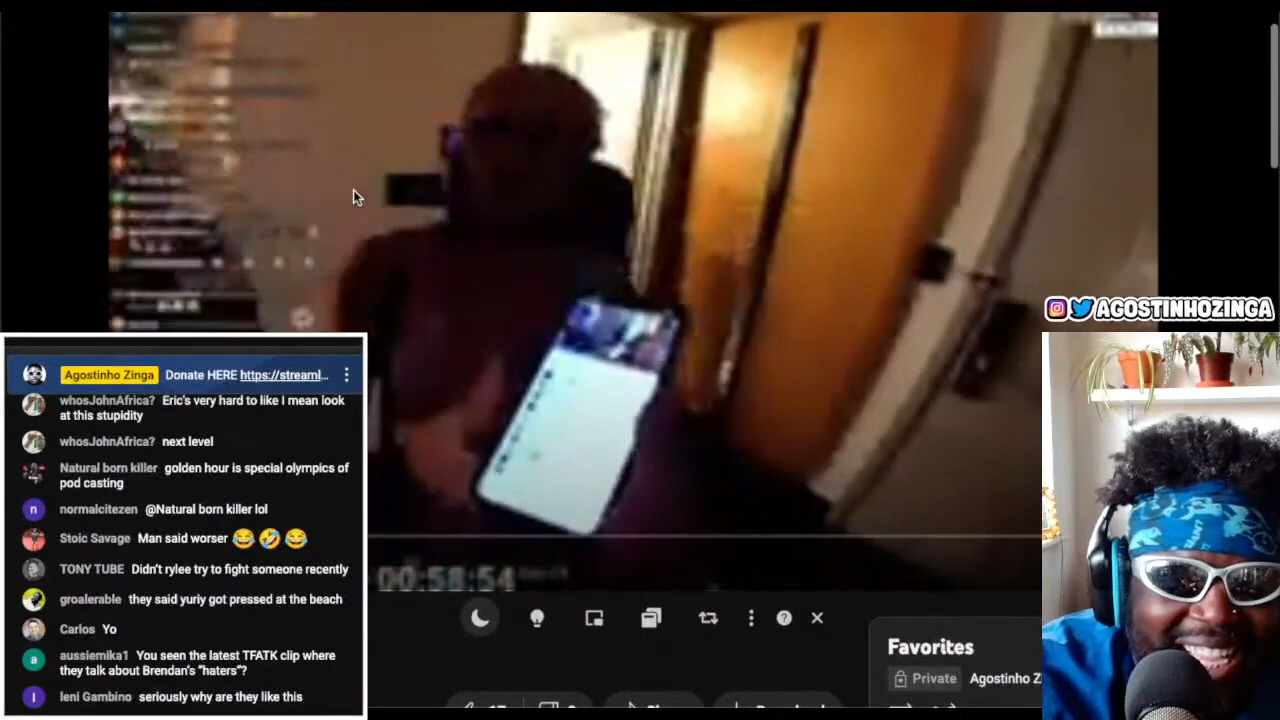 AGOSTINHOZINGA
Agostinho Zinga Donate HERE https://streaml...
whosJohnAfrica? Eric's very hard to like I mean look
at this stupidity
whosJohnAfrica? next level
Natural born killer golden hour is special olympics of
pod casting
n normalcitezen @Natural born killer lol
Stoic Savage Man said worser 😂 🤣 😂
TONY TUBE Didn't rylee try to fight someone recently
groalerable they said yuriy got pressed at the beach
Carlos Yo
a aussiemika1 You seen the latest TFATK clip where
they talk about Brendan's "haters"?
l leni Gambino seriously why are they like this
00:58:54
Favorites
Private Agostinho Z